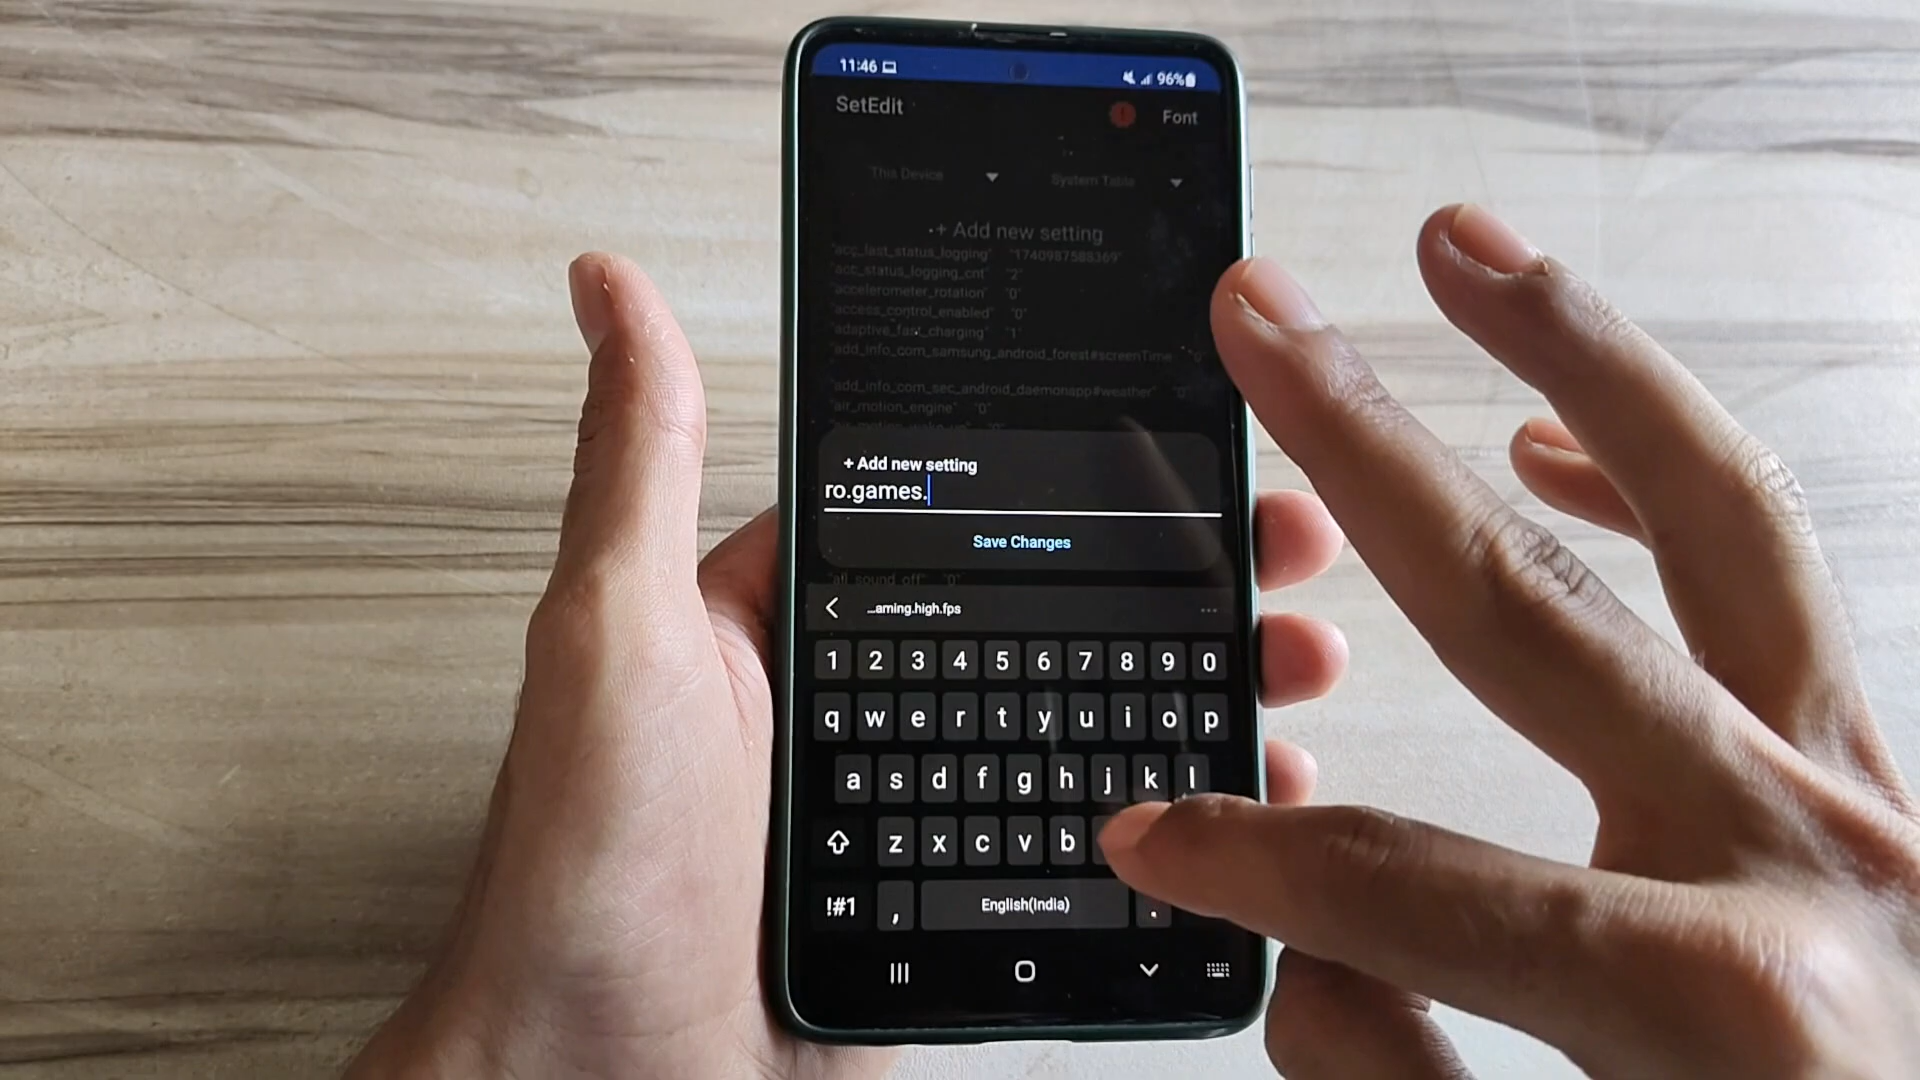 11:46 96%
SetEdit ! Font
This Device System Table
+ Add new setting
"acc_last_status_logging" "1740987588369"
"acc_status_logging_cnt" "2"
"accelerometer_rotation" "0"
"access_control_enabled" "0"
"adaptive_fast_charging" "1"
"add_info_com_samsung_android_forest#screenTime "0"
"add_info_com_sec_android_daemonapp#weather" "0"
"air_motion_engine" "0"
"air_motion_wake_up" "0"
+ Add new setting
ro.games.
Save Changes
"all_sound_off" "0"
...aming.high.fps ...
1 2 3 4 5 6 7 8 9 0
q w e r t y u i o p
a s d f g h j k l
z x c v b
!#1 , English(India) .